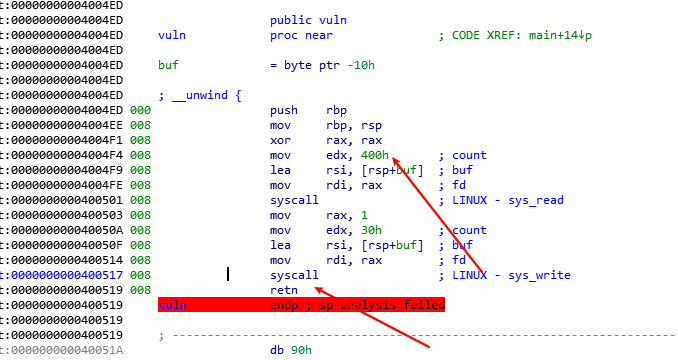 t:00000000004004ED
t:00000000004004ED public vuln
t:00000000004004ED vuln proc near ; CODE XREF: main+14↓p
t:00000000004004ED
t:00000000004004ED buf = byte ptr -10h
t:00000000004004ED
t:00000000004004ED ; __unwind {
t:00000000004004ED 000 push rbp
t:00000000004004EE 008 mov rbp, rsp
t:00000000004004F1 008 xor rax, rax
t:00000000004004F4 008 mov edx, 400h ; count
t:00000000004004F9 008 lea rsi, [rsp+buf] ; buf
t:00000000004004FE 008 mov rdi, rax ; fd
t:0000000000400501 008 syscall ; LINUX - sys_read
t:0000000000400503 008 mov rax, 1
t:000000000040050A 008 mov edx, 30h ; count
t:000000000040050F 008 lea rsi, [rsp+buf] ; buf
t:0000000000400514 008 mov rdi, rax ; fd
t:0000000000400517 008 syscall ; LINUX - sys_write
t:0000000000400519 008 retn
t:0000000000400519 vuln endp ; sp-analysis failed
t:0000000000400519
t:0000000000400519 ; ---------------------------------------------------------------------------
t:000000000040051A db 90h